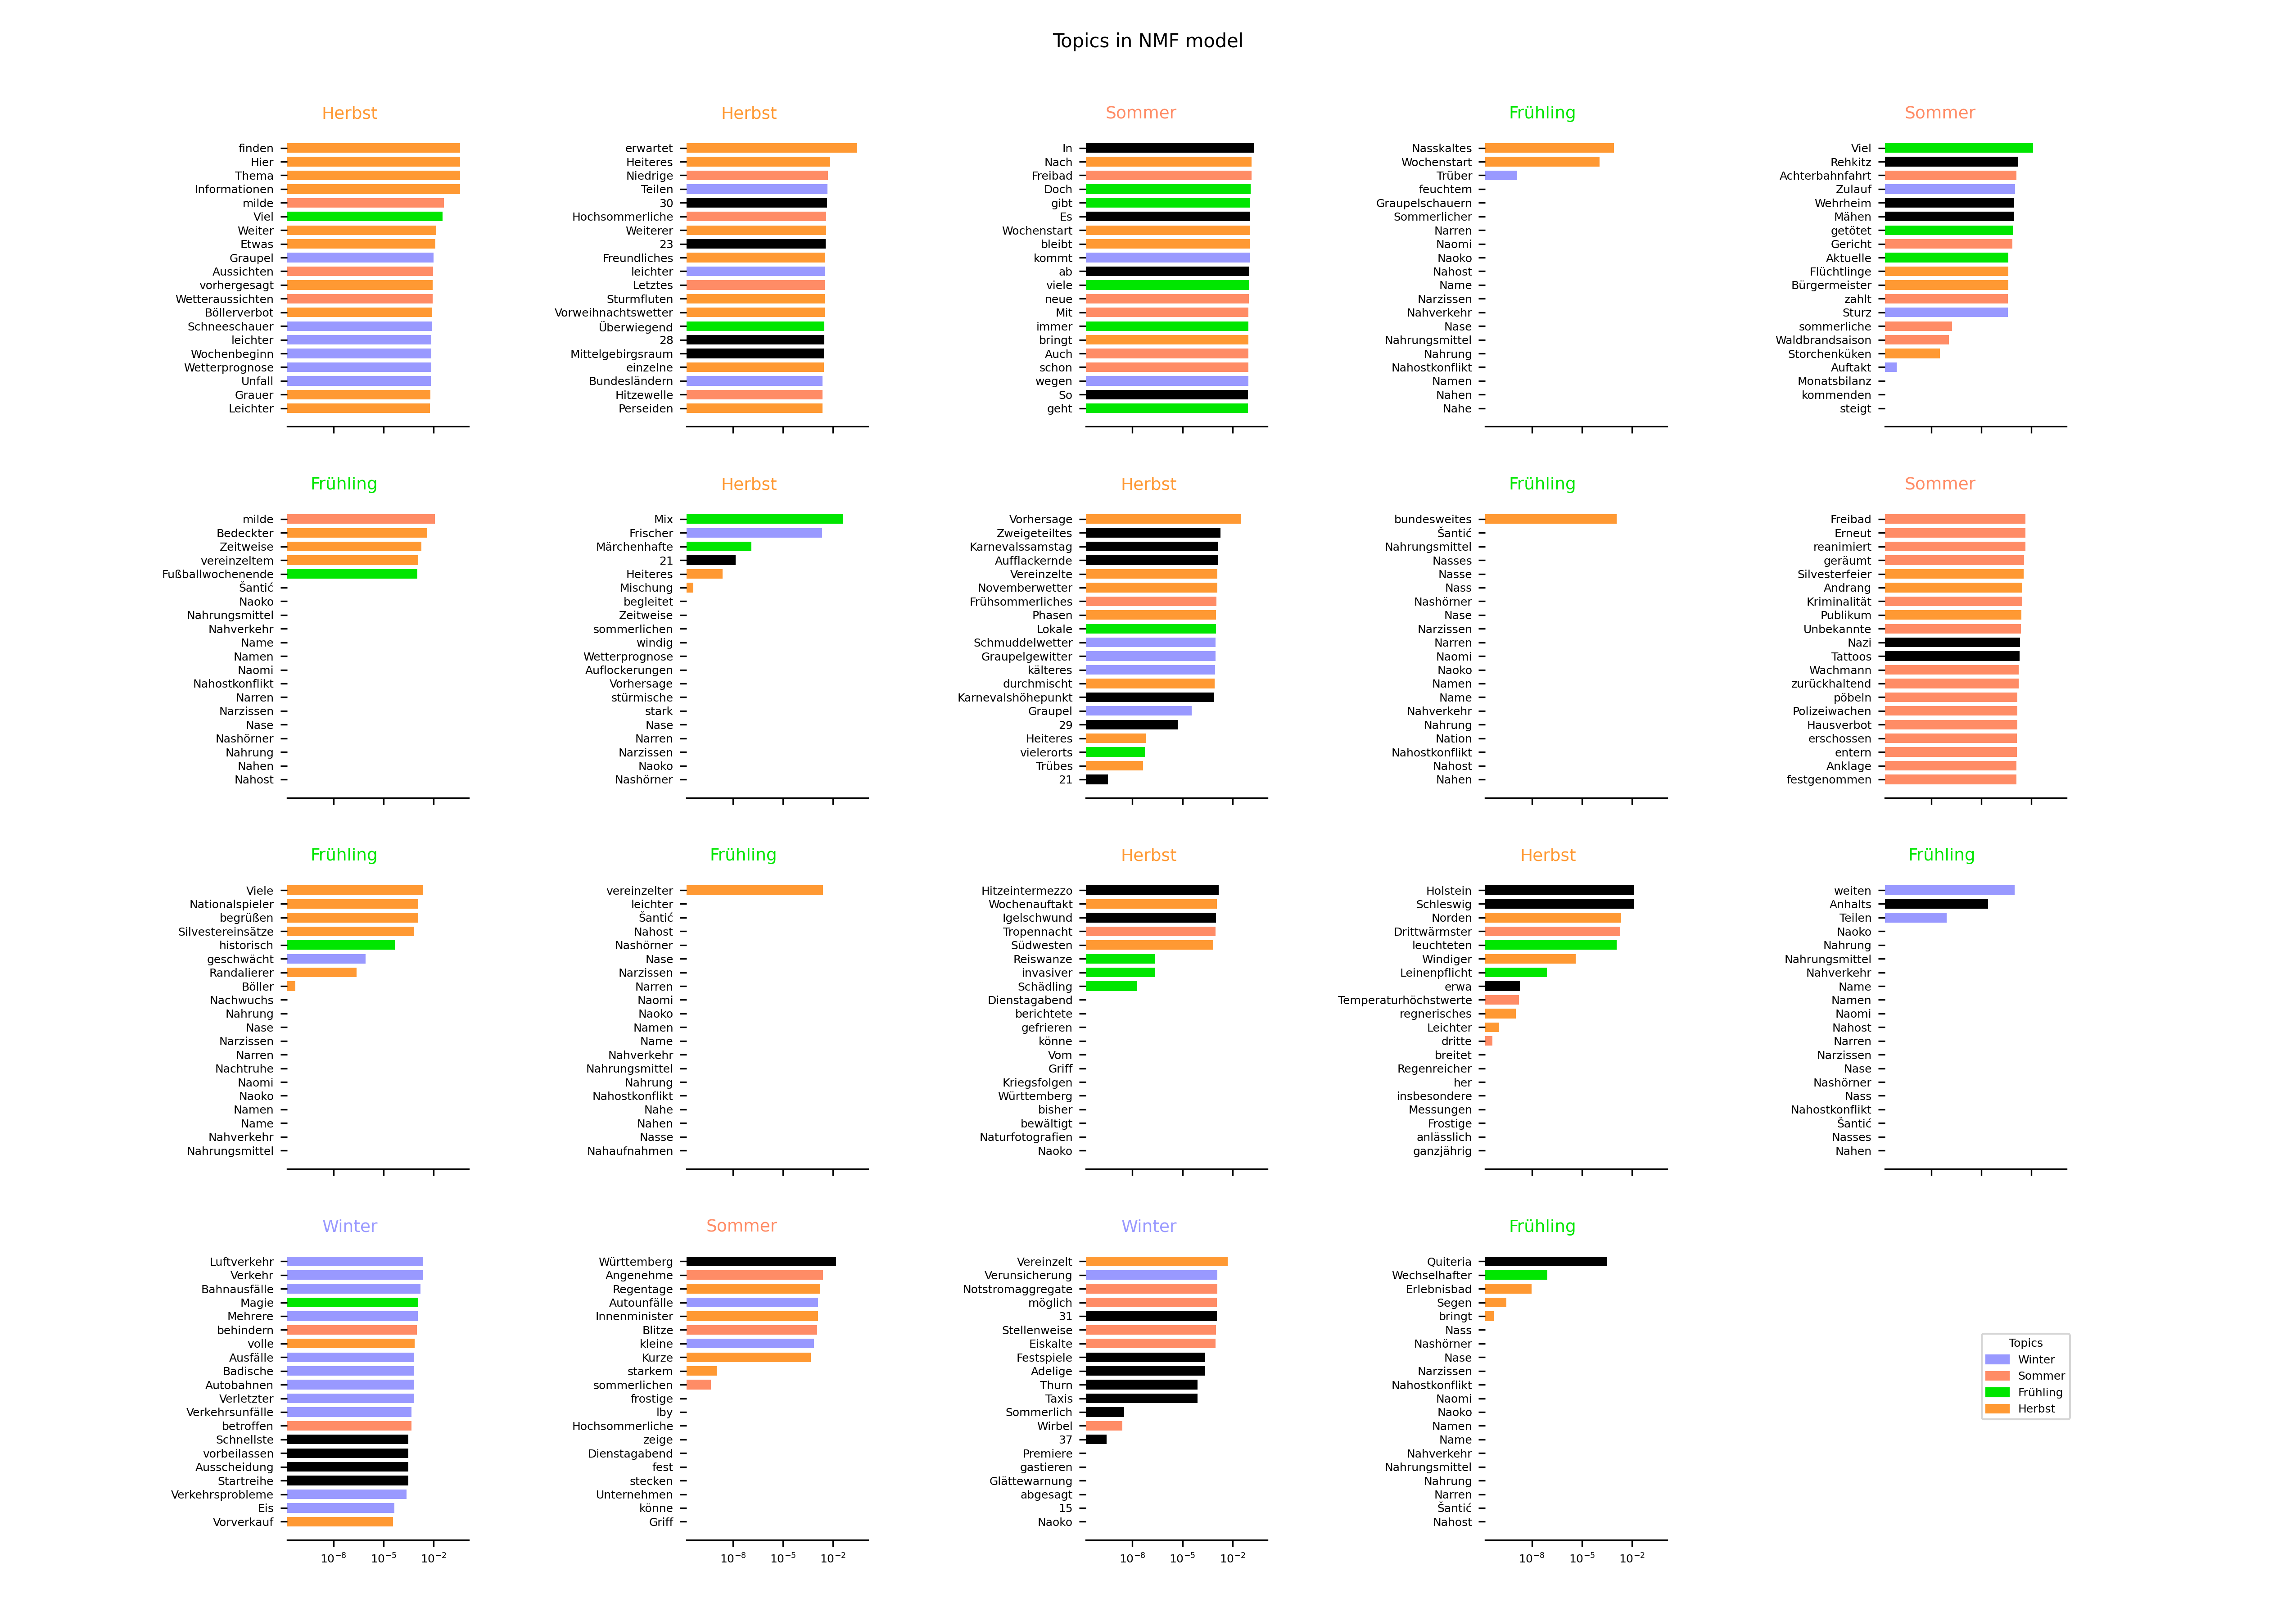 Topics in NMF model
Herbst
finden
Hier
Thema
Informationen
milde
Viel
Weiter
Etwas
Graupel
Aussichten
vorhergesagt
Wetteraussichten
Böllerverbot
Schneeschauer
leichter
Wochenbeginn
Wetterprognose
Unfall
Grauer
Leichter
Herbst
erwartet
Heiteres
Niedrige
Teilen
30
Hochsommerliche
Weiterer
23
Freundliches
leichter
Letztes
Sturmfluten
Vorweihnachtswetter
Überwiegend
28
Mittelgebirgsraum
einzelne
Bundesländern
Hitzewelle
Perseiden
Sommer
In
Nach
Freibad
Doch
gibt
Es
Wochenstart
bleibt
kommt
ab
viele
neue
Mit
immer
bringt
Auch
schon
wegen
So
geht
Frühling
Nasskaltes
Wochenstart
Trüber
feuchtem
Graupelschauern
Sommerlicher
Narren
Naomi
Naoko
Nahost
Name
Narzissen
Nahverkehr
Nase
Nahrungsmittel
Nahrung
Nahostkonflikt
Namen
Nahen
Nahe
Sommer
Viel
Rehkitz
Achterbahnfahrt
Zulauf
Wehrheim
Mähen
getötet
Gericht
Aktuelle
Flüchtlinge
Bürgermeister
zahlt
Sturz
sommerliche
Waldbrandsaison
Storchenküken
Auftakt
Monatsbilanz
kommenden
steigt
Frühling
milde
Bedeckter
Zeitweise
vereinzeltem
Fußballwochenende
Šantić
Naoko
Nahrungsmittel
Nahverkehr
Name
Namen
Naomi
Nahostkonflikt
Narren
Narzissen
Nase
Nashörner
Nahrung
Nahen
Nahost
Herbst
Mix
Frischer
Märchenhafte
21
Heiteres
Mischung
begleitet
Zeitweise
sommerlichen
windig
Wetterprognose
Auflockerungen
Vorhersage
stürmische
stark
Nase
Narren
Narzissen
Naoko
Nashörner
Herbst
Vorhersage
Zweigeteiltes
Karnevalssamstag
Aufflackernde
Vereinzelte
Novemberwetter
Frühsommerliches
Phasen
Lokale
Schmuddelwetter
Graupelgewitter
kälteres
durchmischt
Karnevalshöhepunkt
Graupel
29
Heiteres
vielerorts
Trübes
21
Frühling
bundesweites
Šantić
Nahrungsmittel
Nasses
Nasse
Nass
Nashörner
Nase
Narzissen
Narren
Naomi
Naoko
Namen
Name
Nahverkehr
Nahrung
Nation
Nahostkonflikt
Nahost
Nahen
Sommer
Freibad
Erneut
reanimiert
geräumt
Silvesterfeier
Andrang
Kriminalität
Publikum
Unbekannte
Nazi
Tattoos
Wachmann
zurückhaltend
pöbeln
Polizeiwachen
Hausverbot
erschossen
entern
Anklage
festgenommen
Frühling
Viele
Nationalspieler
begrüßen
Silvestereinsätze
historisch
geschwächt
Randalierer
Böller
Nachwuchs
Nahrung
Nase
Narzissen
Narren
Nachtruhe
Naomi
Naoko
Namen
Name
Nahverkehr
Nahrungsmittel
Frühling
vereinzelter
leichter
Šantić
Nahost
Nashörner
Nase
Narzissen
Narren
Naomi
Naoko
Namen
Name
Nahverkehr
Nahrungsmittel
Nahrung
Nahostkonflikt
Nahe
Nahen
Nasse
Nahaufnahmen
Herbst
Hitzeintermezzo
Wochenauftakt
Igelschwund
Tropennacht
Südwesten
Reiswanze
invasiver
Schädling
Dienstagabend
berichtete
gefrieren
könne
Vom
Griff
Kriegsfolgen
Württemberg
bisher
bewältigt
Naturfotografien
Naoko
Herbst
Holstein
Schleswig
Norden
Drittwärmster
leuchteten
Windiger
Leinenpflicht
erwa
Temperaturhöchstwerte
regnerisches
Leichter
dritte
breitet
Regenreicher
her
insbesondere
Messungen
Frostige
anlässlich
ganzjährig
Frühling
weiten
Anhalts
Teilen
Naoko
Nahrung
Nahrungsmittel
Nahverkehr
Name
Namen
Naomi
Nahost
Narren
Narzissen
Nase
Nashörner
Nass
Nahostkonflikt
Šantić
Nasses
Nahen
Winter
Luftverkehr
Verkehr
Bahnausfälle
Magie
Mehrere
behindern
volle
Ausfälle
Badische
Autobahnen
Verletzter
Verkehrsunfälle
betroffen
Schnellste
vorbeilassen
Ausscheidung
Startreihe
Verkehrsprobleme
Eis
Vorverkauf
10⁻⁸ 10⁻⁵ 10⁻²
Sommer
Württemberg
Angenehme
Regentage
Autounfälle
Innenminister
Blitze
kleine
Kurze
starkem
sommerlichen
frostige
lby
Hochsommerliche
zeige
Dienstagabend
fest
stecken
Unternehmen
könne
Griff
10⁻⁸ 10⁻⁵ 10⁻²
Winter
Vereinzelt
Verunsicherung
Notstromaggregate
möglich
31
Stellenweise
Eiskalte
Festspiele
Adelige
Thurn
Taxis
Sommerlich
Wirbel
37
Premiere
gastieren
Glättewarnung
abgesagt
15
Naoko
10⁻⁸ 10⁻⁵ 10⁻²
Frühling
Quiteria
Wechselhafter
Erlebnisbad
Segen
bringt
Nass
Nashörner
Nase
Narzissen
Nahostkonflikt
Naomi
Naoko
Namen
Name
Nahverkehr
Nahrungsmittel
Nahrung
Narren
Šantić
Nahost
10⁻⁸ 10⁻⁵ 10⁻²
Topics
Winter
Sommer
Frühling
Herbst